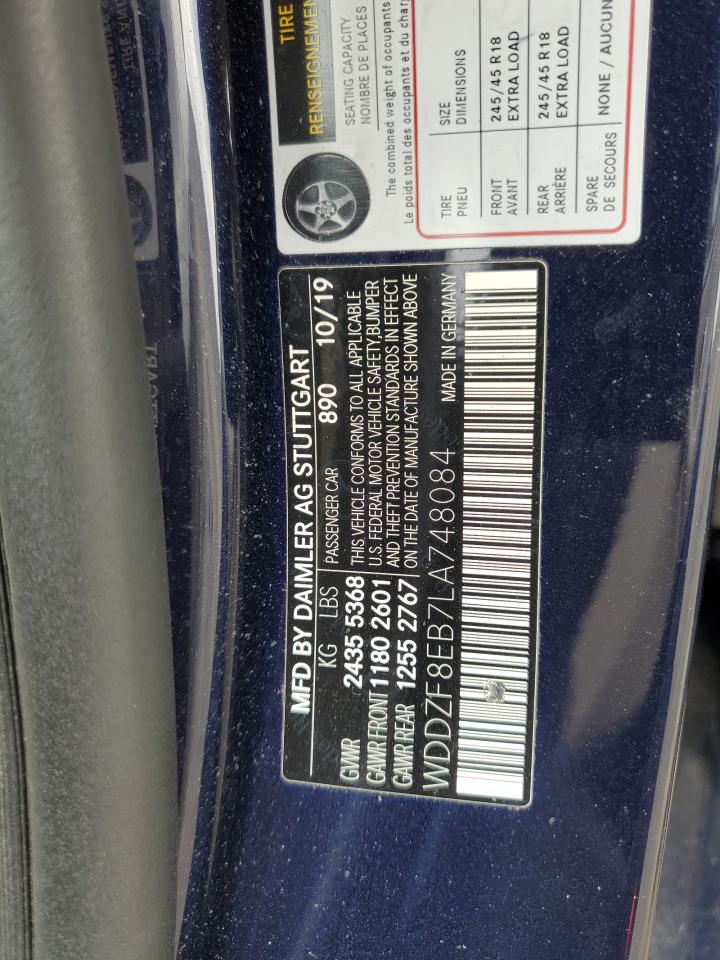 MFD BY DAIMLER AG STUTTGART
KG LBS
GVWR 2435 5368
GAWR FRONT 1180 2601
GAWR REAR 1255 2767
PASSENGER CAR 890 10/19
THIS VEHICLE CONFORMS TO ALL APPLICABLE
U.S. FEDERAL MOTOR VEHICLE SAFETY, BUMPER
AND THEFT PREVENTION STANDARDS IN EFFECT
ON THE DATE OF MANUFACTURE SHOWN ABOVE
WDDZF8EB7LA748084 MADE IN GERMANY
TIRE
SEATING CAPACITY
NOMBRE DE PLACES
The combined weight of occupants
Le poids total des occupants et du
TIRE SIZE
PNEU DIMENSIONS
FRONT 245/45 R18
AVANT EXTRA LOAD
REAR 245/45 R18
ARRIÈRE EXTRA LOAD
SPARE NONE / AUCUN
DE SECOURS